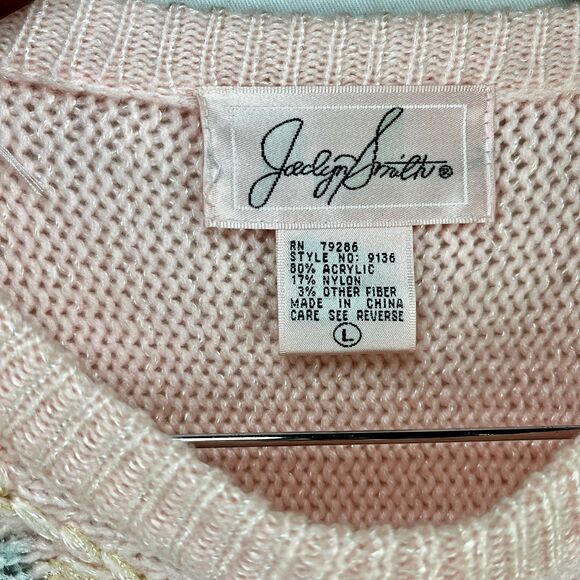 Jaclyn Smith®
RN 79286
STYLE NO: 9136
80% ACRYLIC
17% NYLON
3% OTHER FIBER
MADE IN CHINA
CARE SEE REVERSE
L